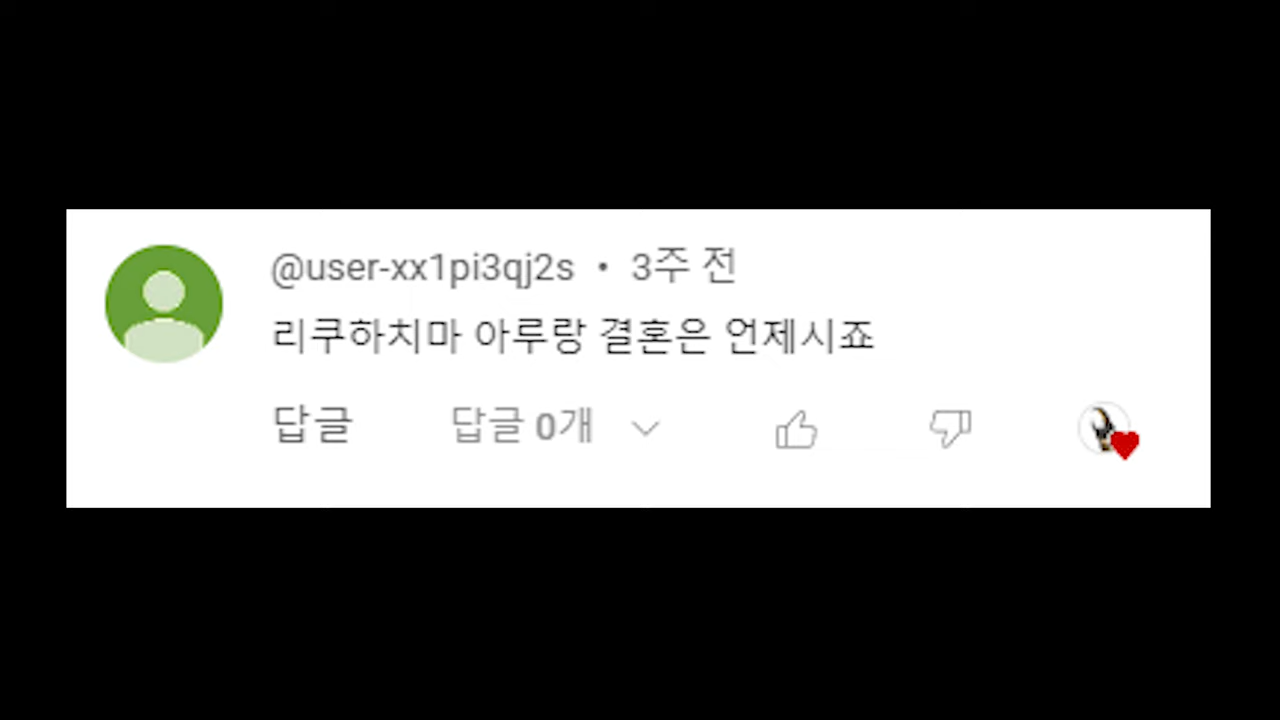 @user-xx1pi3qj2s • 3주 전
리쿠하치마 아루랑 결혼은 언제시죠
답글 답글 0개